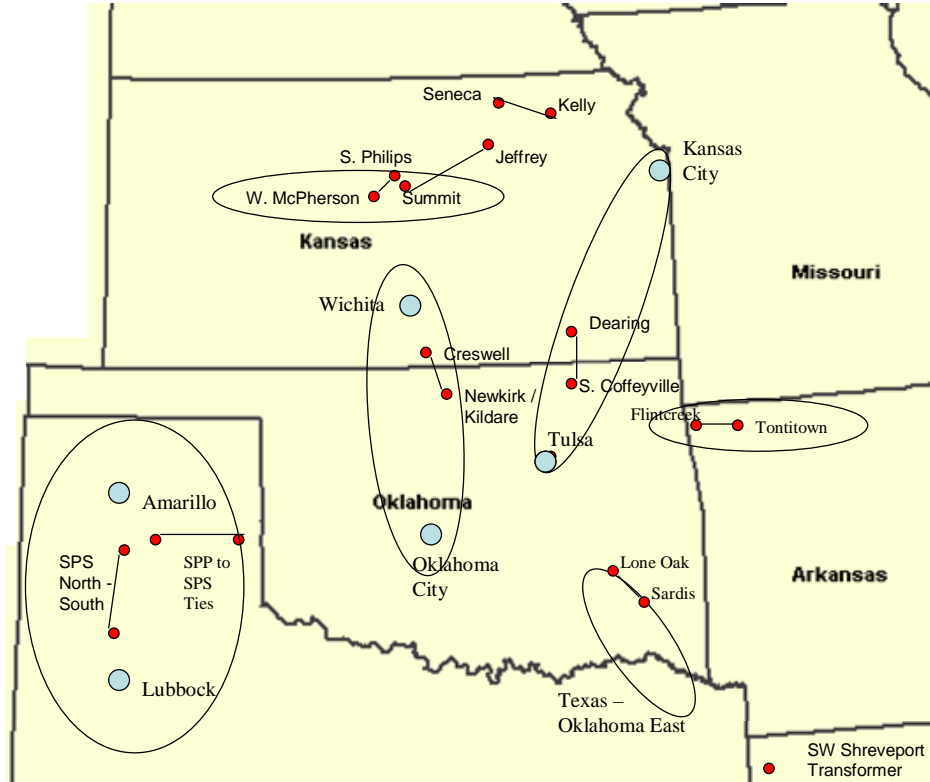 Seneca
Kelly
Kansas
City
S. Philips
Jeffrey
W. McPherson
Summit
Kansas
Missouri
Wichita
Dearing
Creswell
S. Coffeyville
Newkirk /
Kildare
Flintcreek
Tontitown
Tulsa
Amarillo
Oklahoma
SPS
North -
South
SPP to
SPS
Ties
Oklahoma
City
Lone Oak
Sardis
Arkansas
Lubbock
Texas –
Oklahoma East
SW Shreveport
Transformer